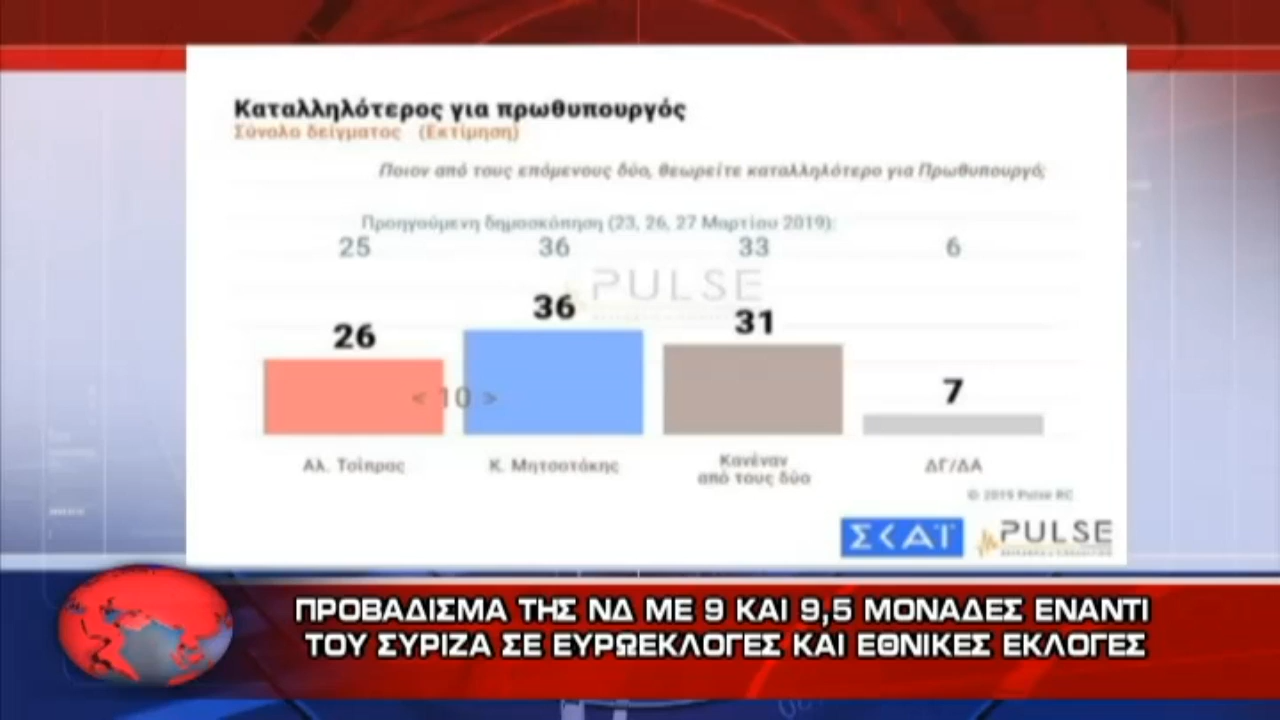 Καταλληλότερος για πρωθυπουργός
Σύνολο δείγματος (Εκτίμηση)
Ποιον από τους επόμενους δύο, θεωρείτε καταλληλότερο για Πρωθυπουργό;
Προηγούμενη δημοσκόπηση (23, 26, 27 Μαρτίου 2019):
25 36 33 6
PULSE
26 36 31 7
< 10 >
Αλ. Τσίπρας Κ. Μητσοτάκης Κανέναν από τους δύο ΔΓ/ΔΑ
© 2019 Pulse RC
ΣΚΑΪ PULSE
ΠΡΟΒΑΔΙΣΜΑ ΤΗΣ ΝΔ ΜΕ 9 ΚΑΙ 9,5 ΜΟΝΑΔΕΣ ΕΝΑΝΤΙ
ΤΟΥ ΣΥΡΙΖΑ ΣΕ ΕΥΡΩΕΚΛΟΓΕΣ ΚΑΙ ΕΘΝΙΚΕΣ ΕΚΛΟΓΕΣ